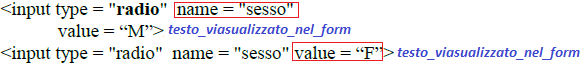 <input type = "radio" name = "sesso"
value = “M”> testo_viasualizzato_nel_form
<input type = "radio" name = "sesso" value = “F”> testo_viasualizzato_nel_form